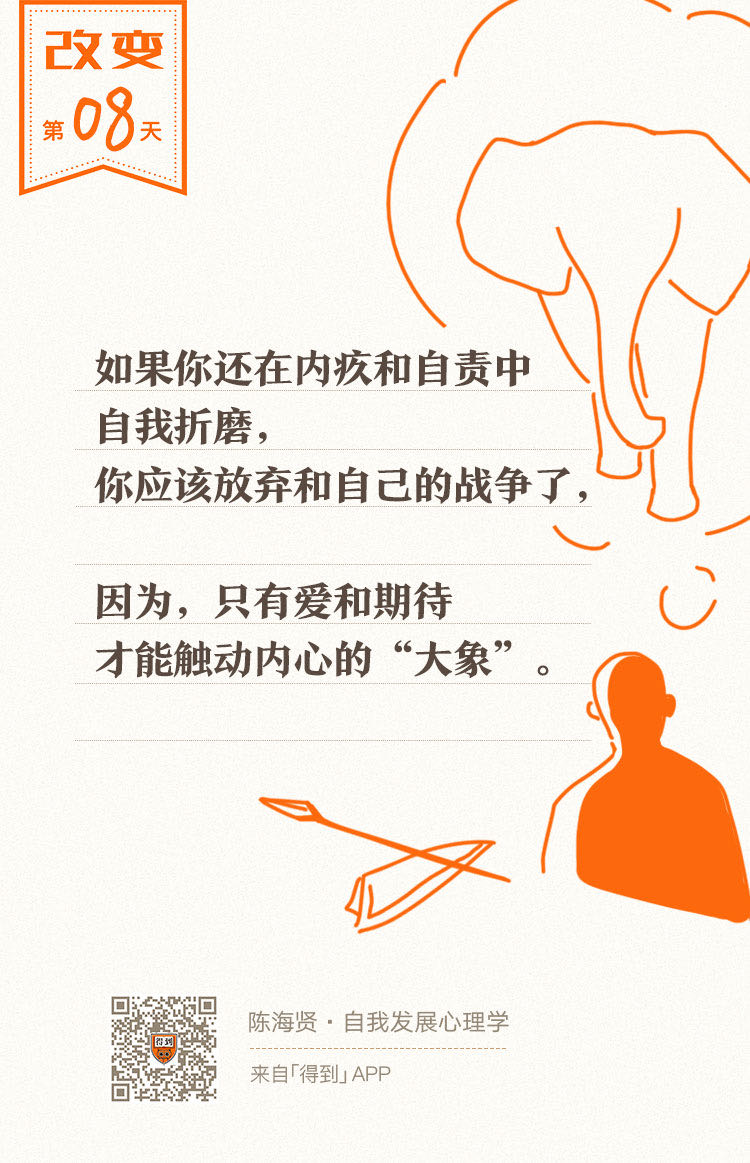 改变
第08天
如果你还在内疚和自责中
自我折磨，
你应该放弃和自己的战争了，
因为，只有爱和期待
才能触动内心的“大象”。
得到
陈海贤·自我发展心理学
来自「得到」APP